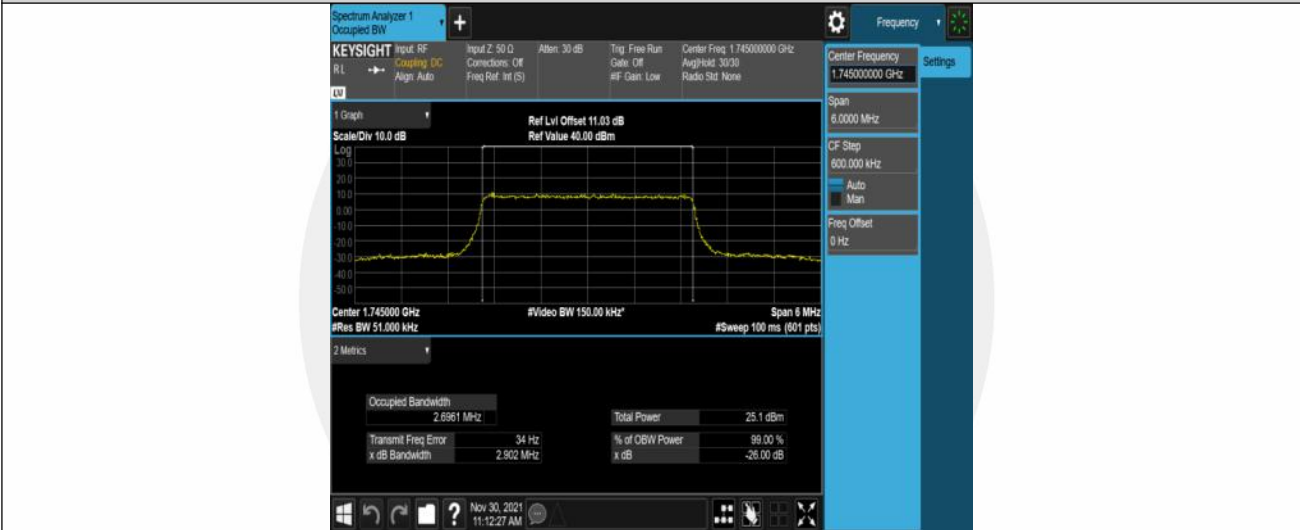 Spectrum Analyzer 1
Occupied BW
+
Frequency
KEYSIGHT
Input: RF
Coupling: DC
Align: Auto
Input Z: 50 Ω
Corrections: Off
Freq Ref: Int (S)
Atten: 30 dB
Trig: Free Run
Gate: Off
#IF Gain: Low
Center Freq: 1.745000000 GHz
Avg|Hold: 30/30
Radio Std: None
RL
Center Frequency
1.745000000 GHz
Settings
Span
6.0000 MHz
CF Step
600.000 kHz
Auto
Man
Freq Offset
0 Hz
1 Graph
Ref Lvl Offset 11.03 dB
Scale/Div 10.0 dB
Ref Value 40.00 dBm
Log
30.0
20.0
10.0
0.00
-10.0
-20.0
-30.0
-40.0
-50.0
Center 1.745000 GHz
#Video BW 150.00 kHz*
Span 6 MHz
#Res BW 51.000 kHz
#Sweep 100 ms (601 pts)
2 Metrics
Occupied Bandwidth
2.6961 MHz
Total Power 25.1 dBm
Transmit Freq Error 34 Hz
% of OBW Power 99.00 %
x dB Bandwidth 2.902 MHz
x dB -26.00 dB
?
Nov 30, 2021
11:12:27 AM